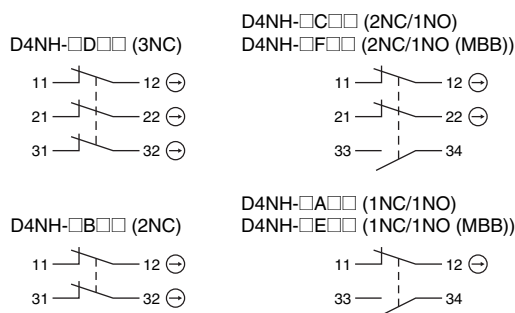 D4NH-□D□□ (3NC)
11 12
21 22
31 32
D4NH-□C□□ (2NC/1NO)
D4NH-□F□□ (2NC/1NO (MBB))
11 12
21 22
33 34
D4NH-□B□□ (2NC)
11 12
31 32
D4NH-□A□□ (1NC/1NO)
D4NH-□E□□ (1NC/1NO (MBB))
11 12
33 34